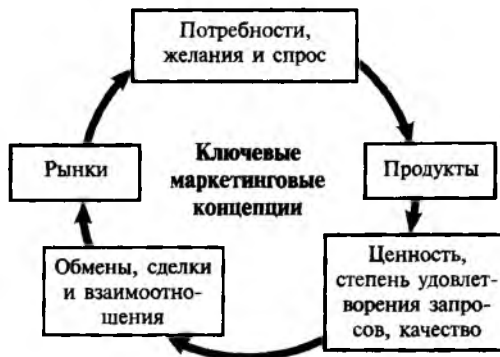 Потребности,
желания и спрос
Рынки
Ключевые
маркетинговые
концепции
Продукты
Обмены, сделки
и взаимоотно-
шения
Ценность,
степень удовлет-
ворения запро-
сов, качество